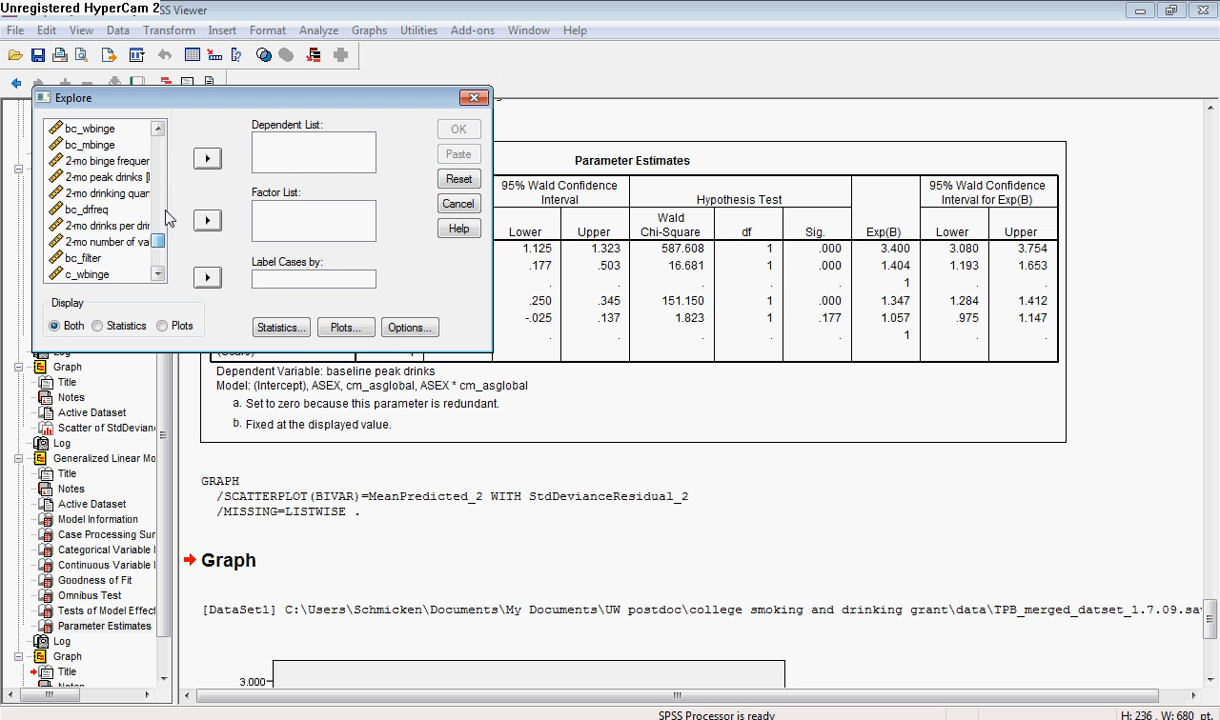 Unregistered HyperCam 2
SPSS Viewer
File Edit View Data Transform Insert Format Analyze Graphs Utilities Add-ons Window Help
Explore
bc_wbinge
bc_mbinge
2-mo binge frequer
2-mo peak drinks [
2-mo drinking quar
bc_drfreq
2-mo drinks per drir
2-mo number of va
bc_filter
c_wbinge
Dependent List:
Factor List:
Label Cases by:
OK
Paste
Reset
Cancel
Help
Display
Both Statistics Plots
Statistics... Plots... Options...
Parameter Estimates
95% Wald Confidence Interval
Hypothesis Test
95% Wald Confidence Interval for Exp(B)
Lower Upper Wald Chi-Square df Sig. Exp(B) Lower Upper
1.125 1.323 587.608 1 .000 3.400 3.080 3.754
.177 .503 16.681 1 .000 1.404 1.193 1.653
. . . . . 1 . .
.250 .345 151.150 1 .000 1.347 1.284 1.412
-.025 .137 1.823 1 .177 1.057 .975 1.147
. . . . . 1 . .
Dependent Variable: baseline peak drinks
Model: (Intercept), ASEX, cm_asglobal, ASEX * cm_asglobal
a. Set to zero because this parameter is redundant.
b. Fixed at the displayed value.
GRAPH
/SCATTERPLOT(BIVAR)=MeanPredicted_2 WITH StdDevianceResidual_2
/MISSING=LISTWISE .
Graph
[DataSet1] C:\Users\Schmicken\Documents\My Documents\UW postdoc\college smoking and drinking grant\data\TPB_merged_datset_1.7.09.sa
3.000
Log
Graph
Title
Notes
Active Dataset
Scatter of StdDevian
Log
Generalized Linear Mo
Title
Notes
Active Dataset
Model Information
Case Processing Sur
Categorical Variable I
Continuous Variable I
Goodness of Fit
Omnibus Test
Tests of Model Effect
Parameter Estimates
Log
Graph
Title
Notes
SPSS Processor is ready
H: 236 , W: 680 pt.